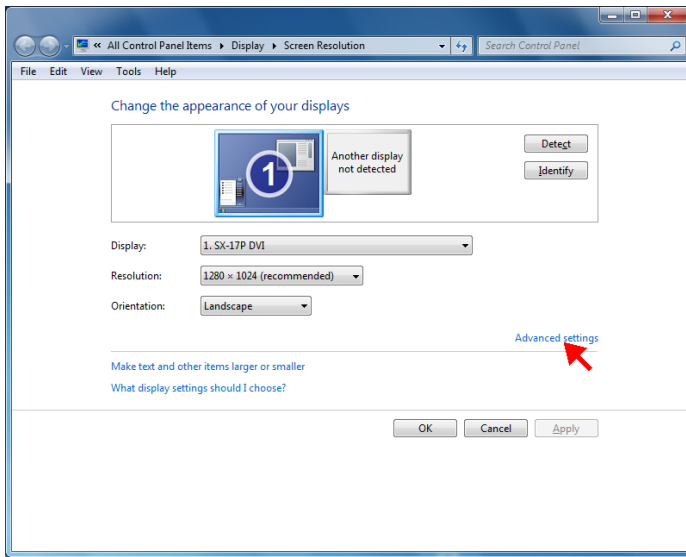 « All Control Panel Items ▸ Display ▸ Screen Resolution
Search Control Panel
File Edit View Tools Help
Change the appearance of your displays
1
Another display
not detected
Detect
Identify
Display: 1. SX-17P DVI
Resolution: 1280 × 1024 (recommended)
Orientation: Landscape
Advanced settings
Make text and other items larger or smaller
What display settings should I choose?
OK Cancel Apply